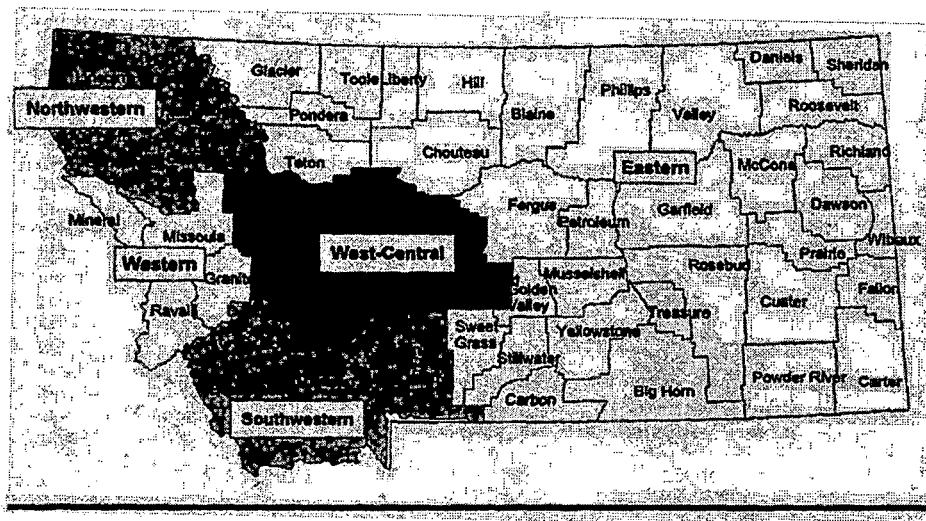 Daniels
Sheridan
Glacier
Toole
Liberty
Hill
Phillips
Blaine
Valley
Roosevelt
Northwestern
Pondera
Richland
Teton
Chouteau
Eastern
McCone
Fergus
Petroleum
Garfield
Dawson
Mineral
Missoula
West-Central
Wibaux
Western
Granite
Musselshell
Rosebud
Prairie
Golden
Valley
Fallon
Custer
Ravalli
Treasure
Sweet
Grass
Yellowstone
Stillwater
Powder River
Carter
Big Horn
Carbon
Southwestern